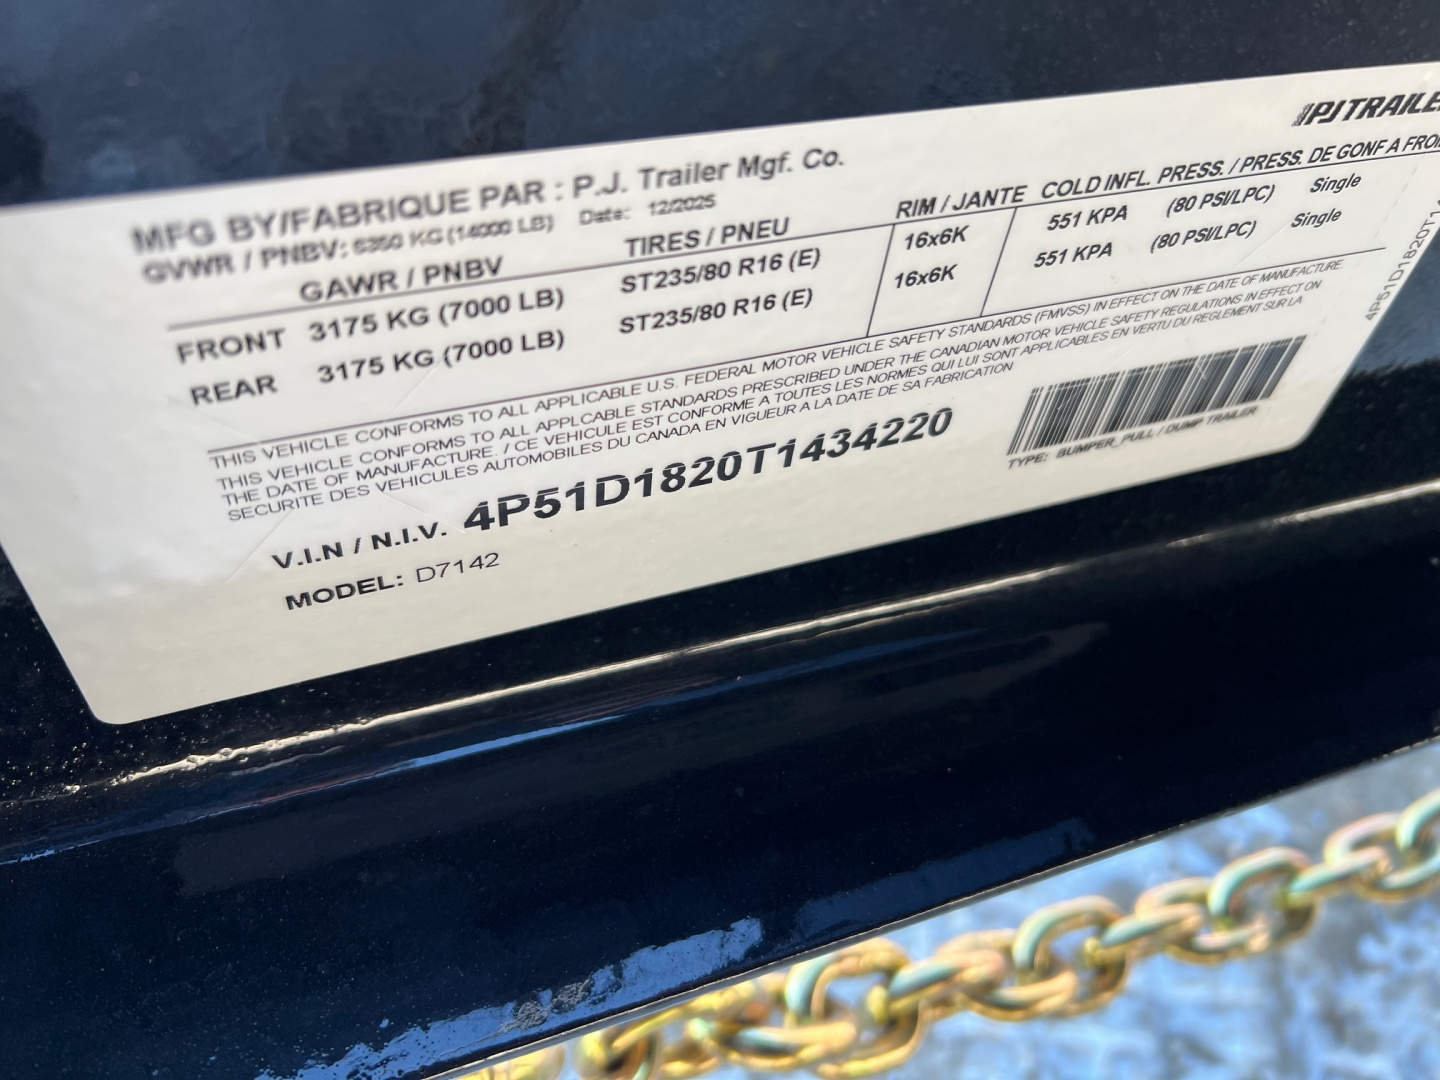 PJ TRAILE
MFG BY/FABRIQUE PAR : P.J. Trailer Mgf. Co.
GVWR / PNBV: 6350 KG (14000 LB) Date: 12/2025
GAWR / PNBV TIRES / PNEU RIM / JANTE COLD INFL. PRESS. / PRESS. DE GONF A FROI
FRONT 3175 KG (7000 LB) ST235/80 R16 (E) 16x6K 551 KPA (80 PSI/LPC) Single
REAR 3175 KG (7000 LB) ST235/80 R16 (E) 16x6K 551 KPA (80 PSI/LPC) Single
THIS VEHICLE CONFORMS TO ALL APPLICABLE U.S. FEDERAL MOTOR VEHICLE SAFETY STANDARDS (FMVSS) IN EFFECT ON THE DATE OF MANUFACTURE.
THIS VEHICLE CONFORMS TO ALL APPLCABLE STANDARDS PRESCRIBED UNDER THE CANADIAN MOTOR VEHICLE SAFETY REGULATIONS IN EFFECT ON
THE DATE OF MANUFACTURE. / CE VEHICULE EST CONFORME A TOUTES LES NORMES QUI LUI SONT APPLICABLES EN VERTU DU REGLEMENT SUR LA
SECURITE DES VEHICULES AUTOMOBILES DU CANADA EN VIGUEUR A LA DATE DE SA FABRICATION
V.I.N / N.I.V. 4P51D1820T1434220
MODEL: D7142
TYPE: BUMPER_PULL / DUMP TRAILER
4P51D1820T14